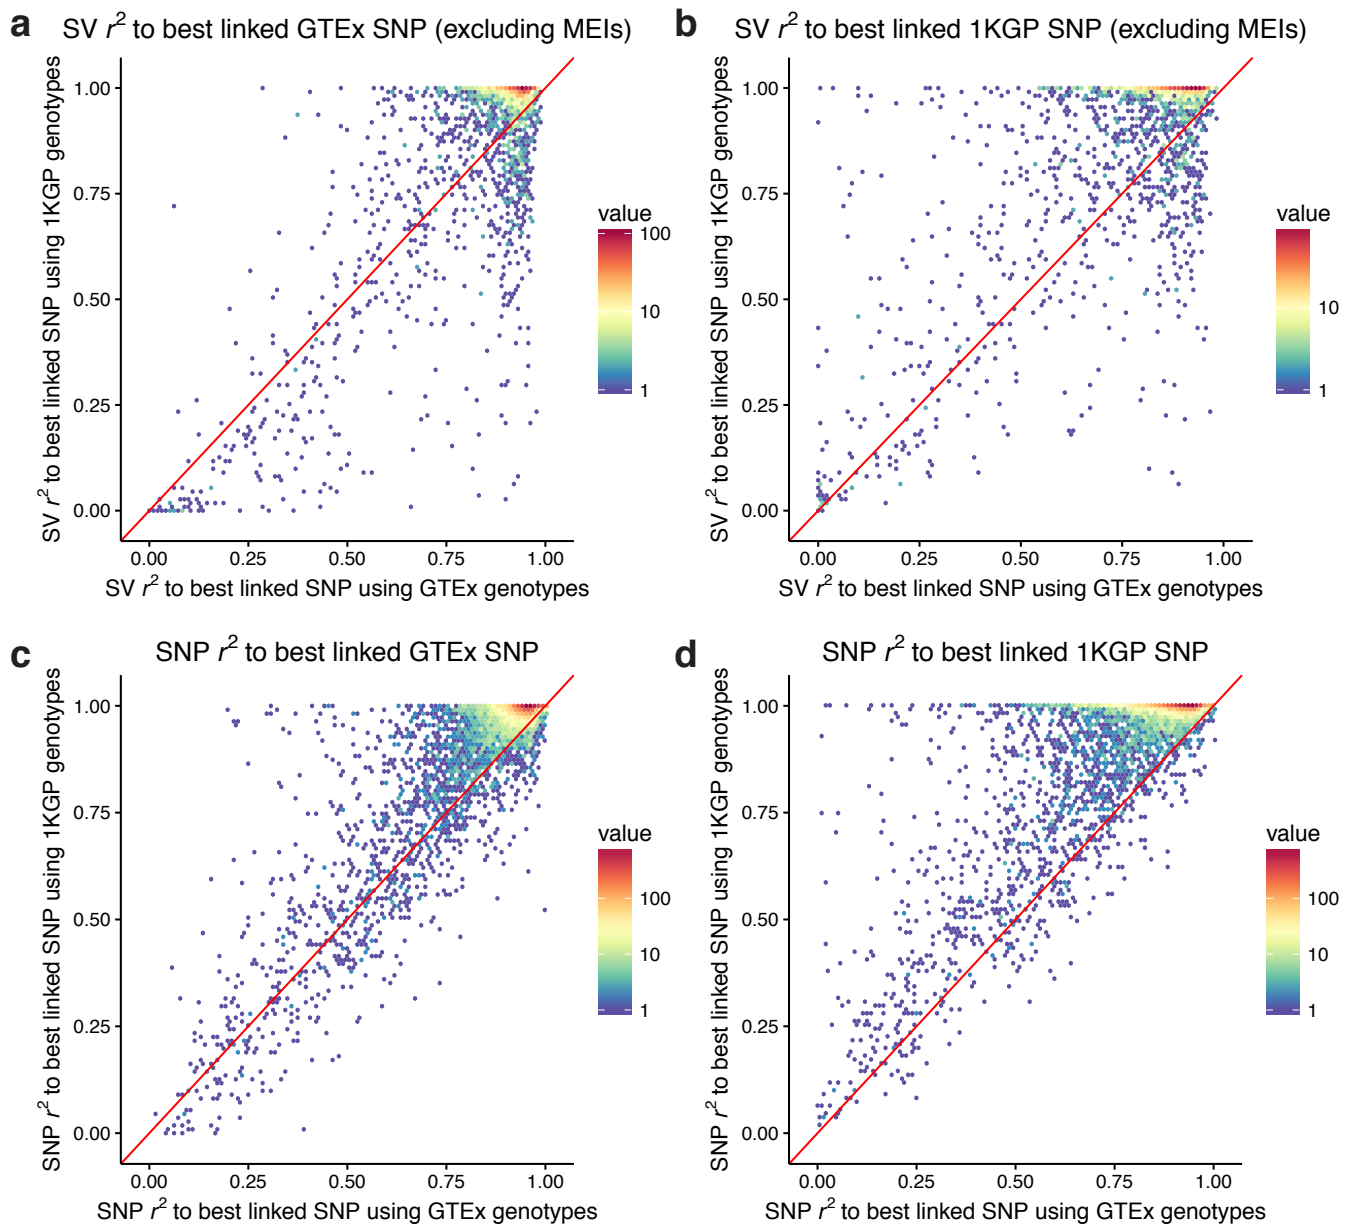 a SV r² to best linked GTEx SNP (excluding MEIs)
SV r² to best linked SNP using 1KGP genotypes
1.00
0.75
0.50
0.25
0.00
0.00 0.25 0.50 0.75 1.00
SV r² to best linked SNP using GTEx genotypes
value
100
10
1
b SV r² to best linked 1KGP SNP (excluding MEIs)
SV r² to best linked SNP using 1KGP genotypes
1.00
0.75
0.50
0.25
0.00
0.00 0.25 0.50 0.75 1.00
SV r² to best linked SNP using GTEx genotypes
value
10
1
c SNP r² to best linked GTEx SNP
SNP r² to best linked SNP using 1KGP genotypes
1.00
0.75
0.50
0.25
0.00
0.00 0.25 0.50 0.75 1.00
SNP r² to best linked SNP using GTEx genotypes
value
100
10
1
d SNP r² to best linked 1KGP SNP
SNP r² to best linked SNP using 1KGP genotypes
1.00
0.75
0.50
0.25
0.00
0.00 0.25 0.50 0.75 1.00
SNP r² to best linked SNP using GTEx genotypes
value
100
10
1